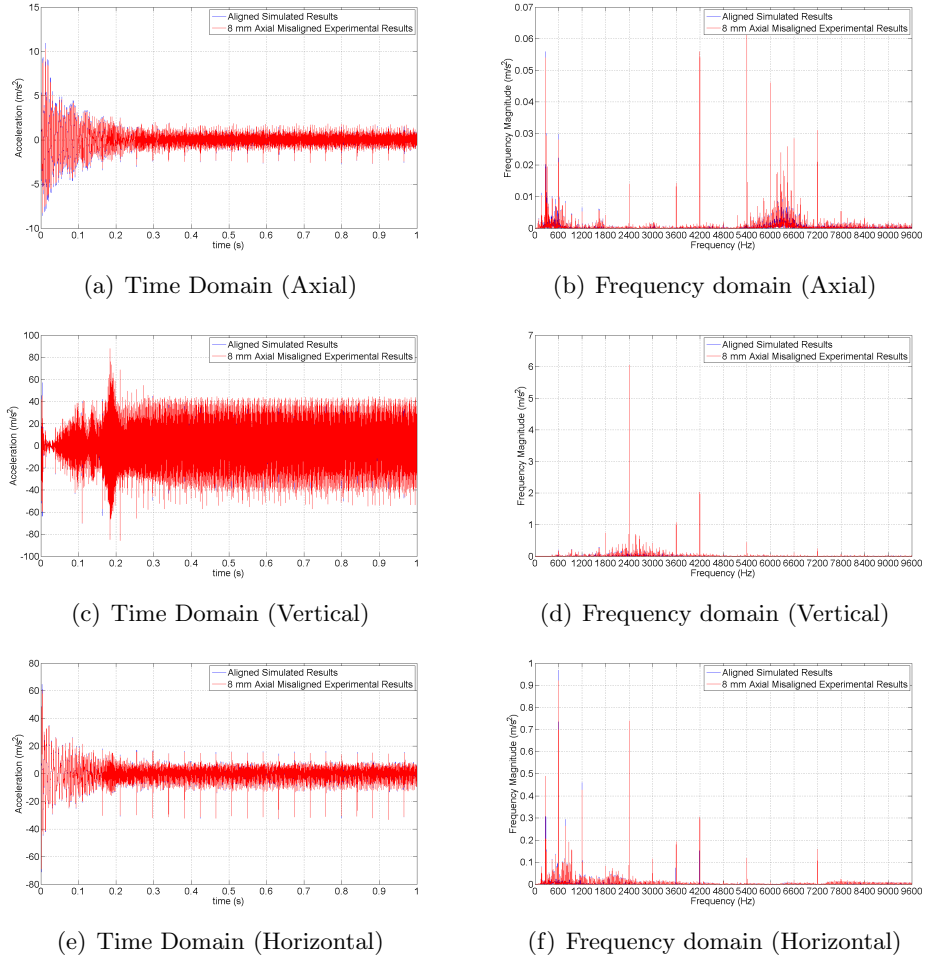 Aligned Simulated Results
8 mm Axial Misaligned Experimental Results
15
10
5
0
-5
-10
Acceleration (m/s²)
0 0.1 0.2 0.3 0.4 0.5 0.6 0.7 0.8 0.9 1
time (s)
(a) Time Domain (Axial)
Aligned Simulated Results
8 mm Axial Misaligned Experimental Results
0.07
0.06
0.05
0.04
0.03
0.02
0.01
0
Frequency Magnitude (m/s²)
0 600 1200 1800 2400 3000 3600 4200 4800 5400 6000 6600 7200 7800 8400 9000 9600
Frequency (Hz)
(b) Frequency domain (Axial)
Aligned Simulated Results
8 mm Axial Misaligned Experimental Results
100
80
60
40
20
0
-20
-40
-60
-80
-100
Acceleration (m/s²)
0 0.1 0.2 0.3 0.4 0.5 0.6 0.7 0.8 0.9 1
time (s)
(c) Time Domain (Vertical)
Aligned Simulated Results
8 mm Axial Misaligned Experimental Results
7
6
5
4
3
2
1
0
Frequency Magnitude (m/s²)
0 600 1200 1800 2400 3000 3600 4200 4800 5400 6000 6600 7200 7800 8400 9000 9600
Frequency (Hz)
(d) Frequency domain (Vertical)
Aligned Simulated Results
8 mm Axial Misaligned Experimental Results
80
60
40
20
0
-20
-40
-60
-80
Acceleration (m/s²)
0 0.1 0.2 0.3 0.4 0.5 0.6 0.7 0.8 0.9 1
time (s)
(e) Time Domain (Horizontal)
Aligned Simulated Results
8 mm Axial Misaligned Experimental Results
1
0.9
0.8
0.7
0.6
0.5
0.4
0.3
0.2
0.1
0
Frequency Magnitude (m/s²)
0 600 1200 1800 2400 3000 3600 4200 4800 5400 6000 6600 7200 7800 8400 9000 9600
Frequency (Hz)
(f) Frequency domain (Horizontal)